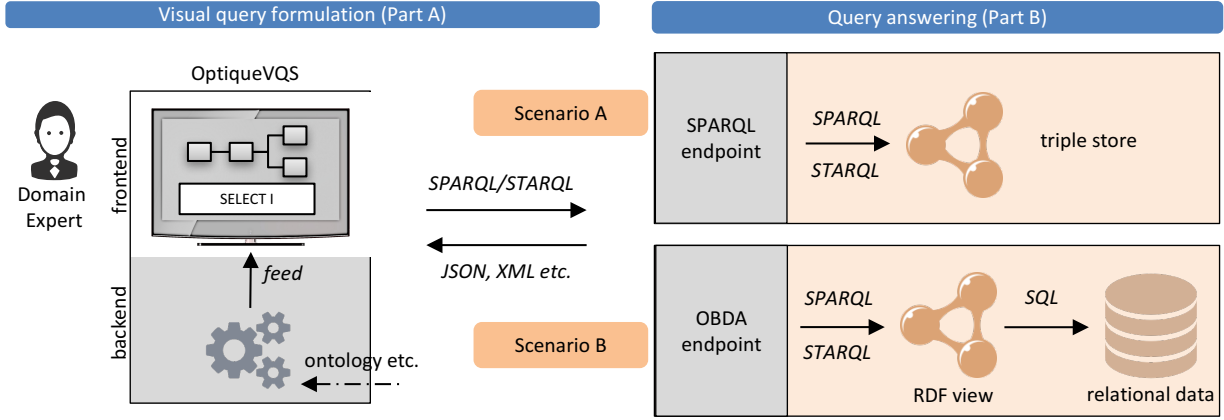 Visual query formulation (Part A)
Query answering (Part B)
OptiqueVQS
Domain
Expert
frontend
SELECT I
backend
feed
ontology etc.
SPARQL/STARQL
JSON, XML etc.
Scenario A
SPARQL
endpoint
SPARQL
STARQL
triple store
Scenario B
OBDA
endpoint
SPARQL
STARQL
RDF view
SQL
relational data